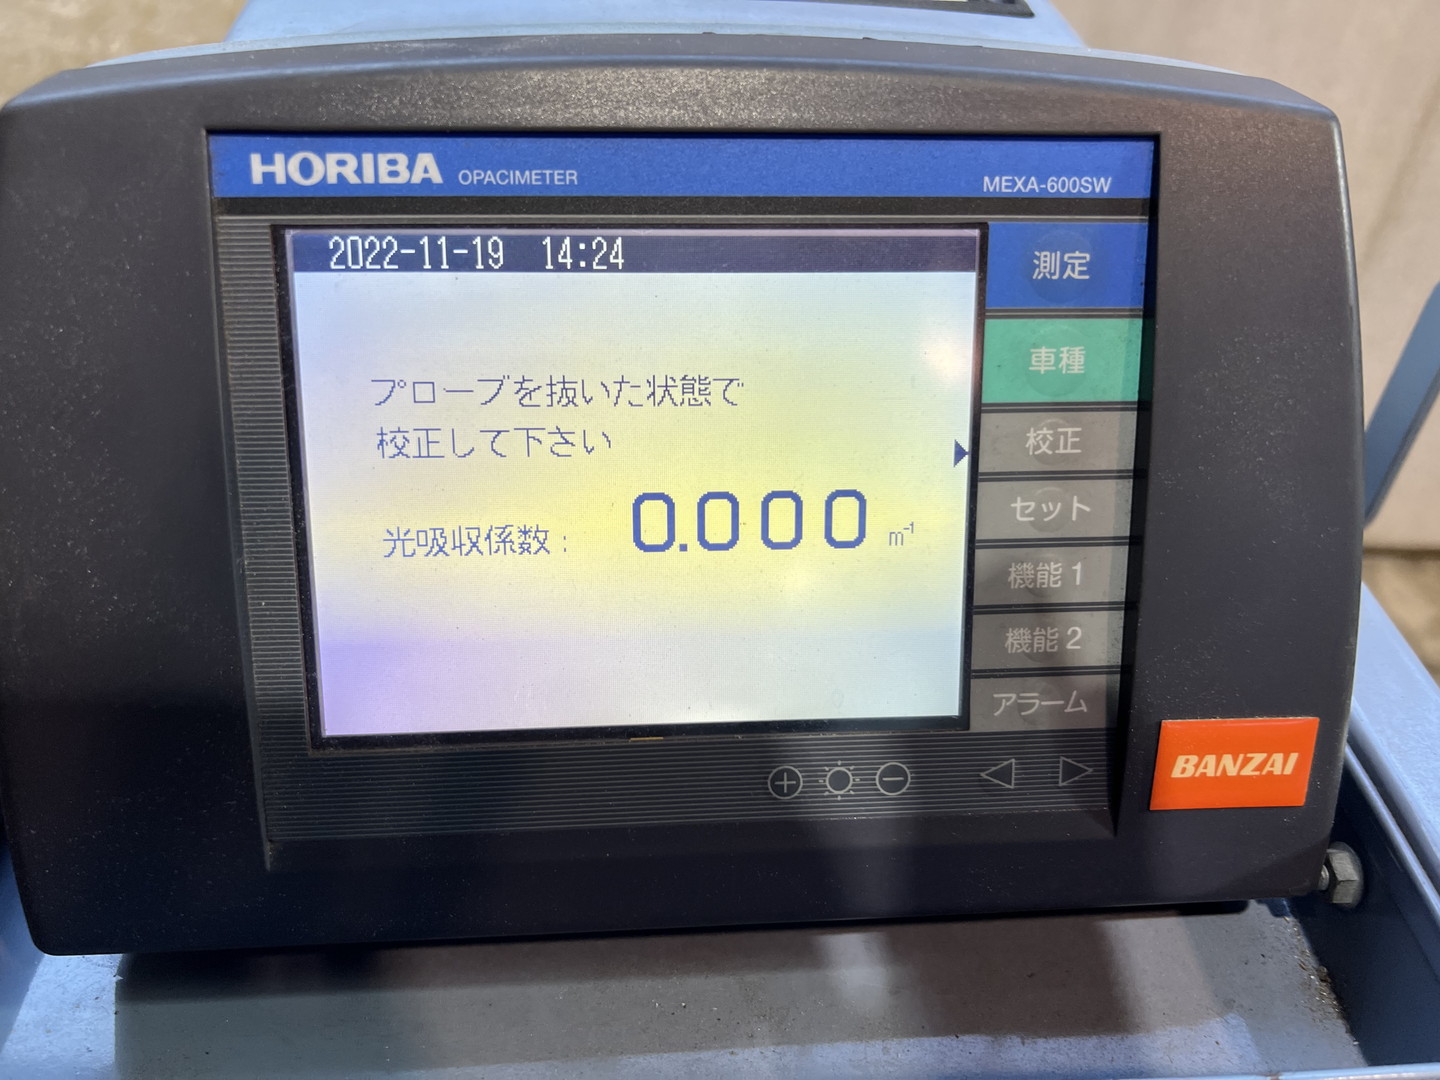 HORIBA OPACIMETER MEXA-600SW
2022-11-19 14:24
測定
車種
プローブを抜いた状態で
校正して下さい
校正
光吸収係数: 0.000 m⁻¹
セット
機能1
機能2
アラーム
BANZAI